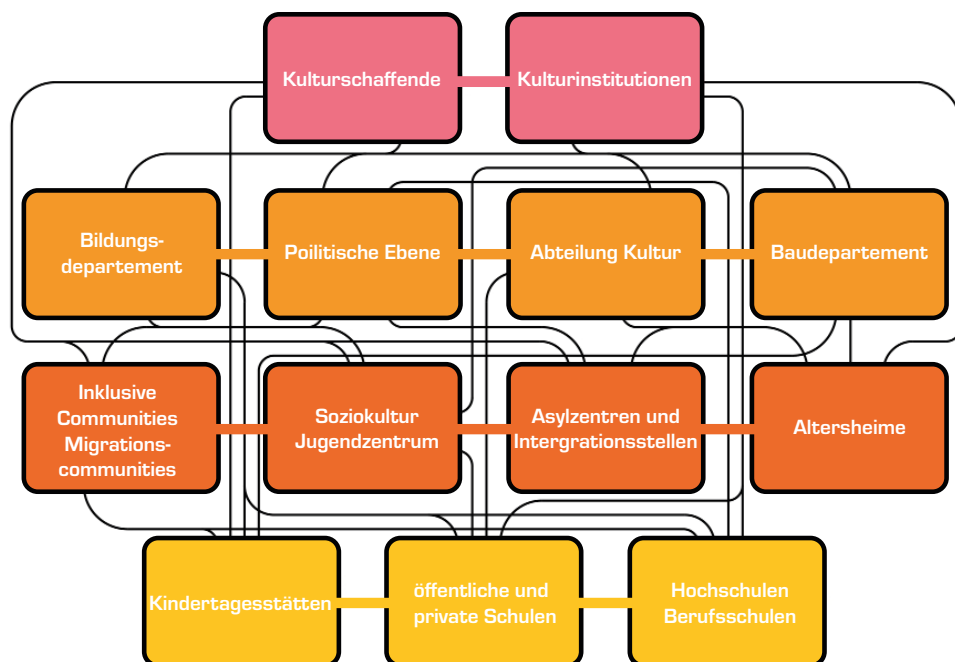 Kulturschaffende
Kulturinstitutionen
Bildungs-
departement
Poilitische Ebene
Abteilung Kultur
Baudepartement
Inklusive
Communities
Migrations-
communities
Soziokultur
Jugendzentrum
Asylzentren und
Intergrationsstellen
Altersheime
Kindertagesstätten
öffentliche und
private Schulen
Hochschulen
Berufsschulen